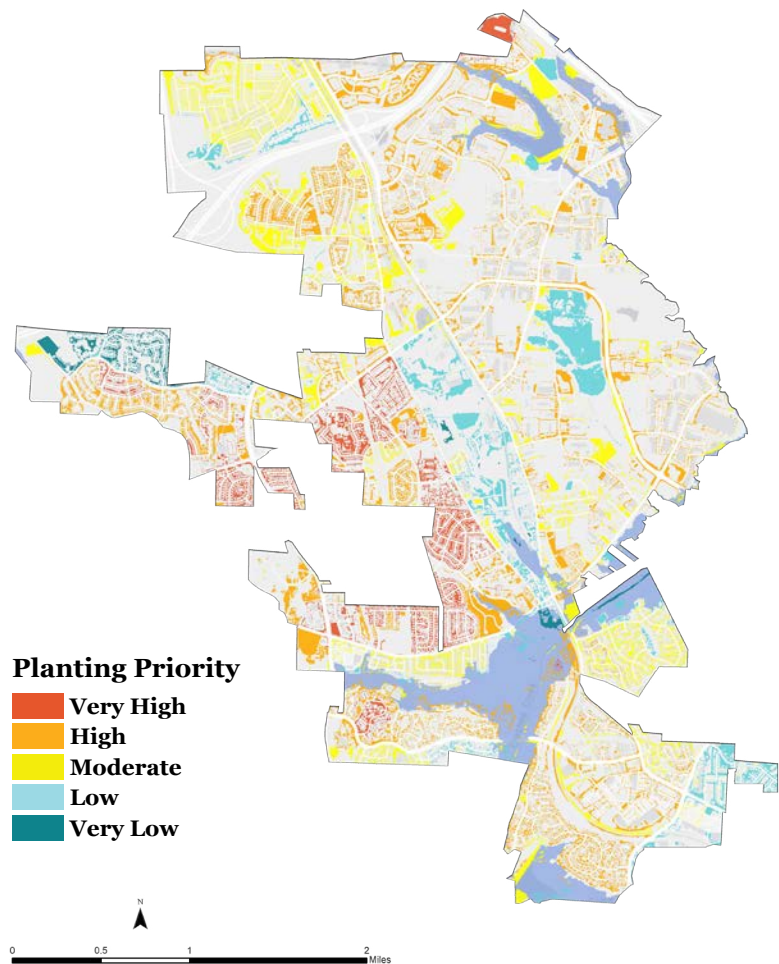 Planting Priority
Very High
High
Moderate
Low
Very Low
N
0 0.5 1 2
Miles